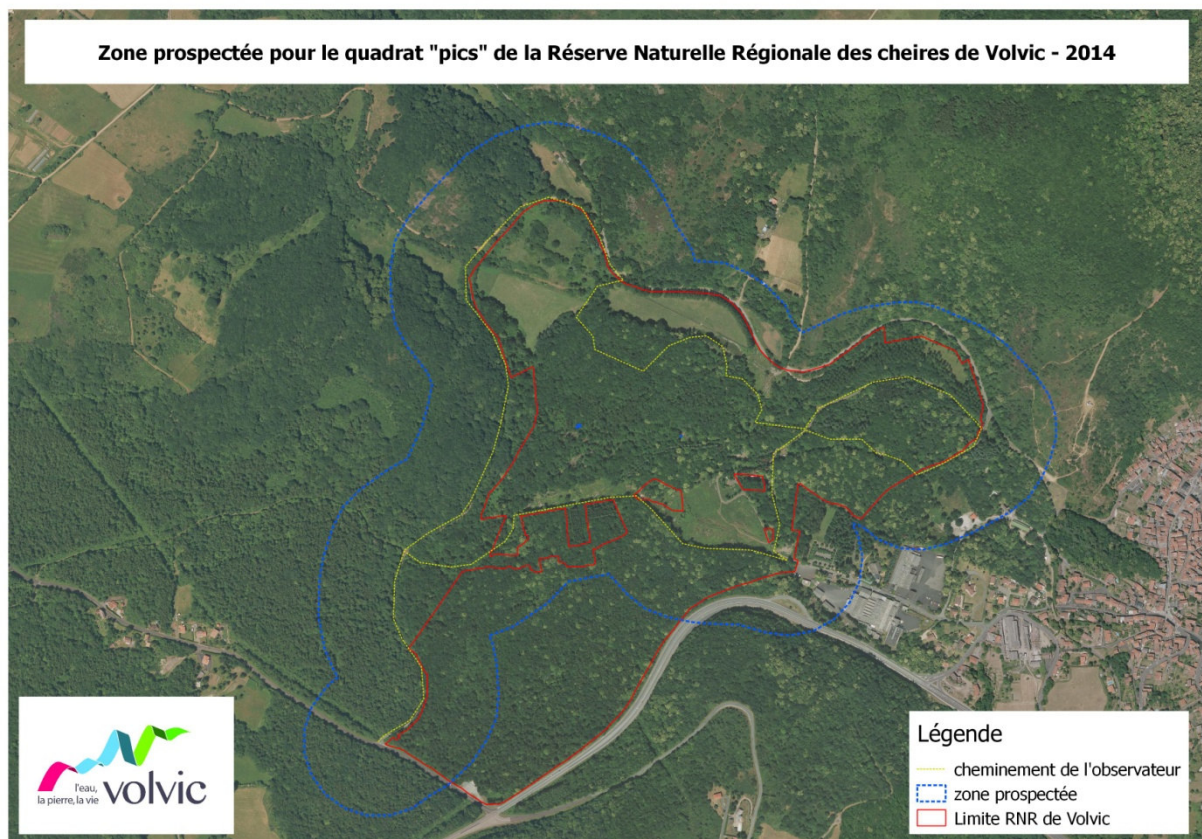 Zone prospectée pour le quadrat "pics" de la Réserve Naturelle Régionale des cheires de Volvic - 2014
l'eau,
la pierre, la vie
volvic
Légende
cheminement de l'observateur
zone prospectée
Limite RNR de Volvic